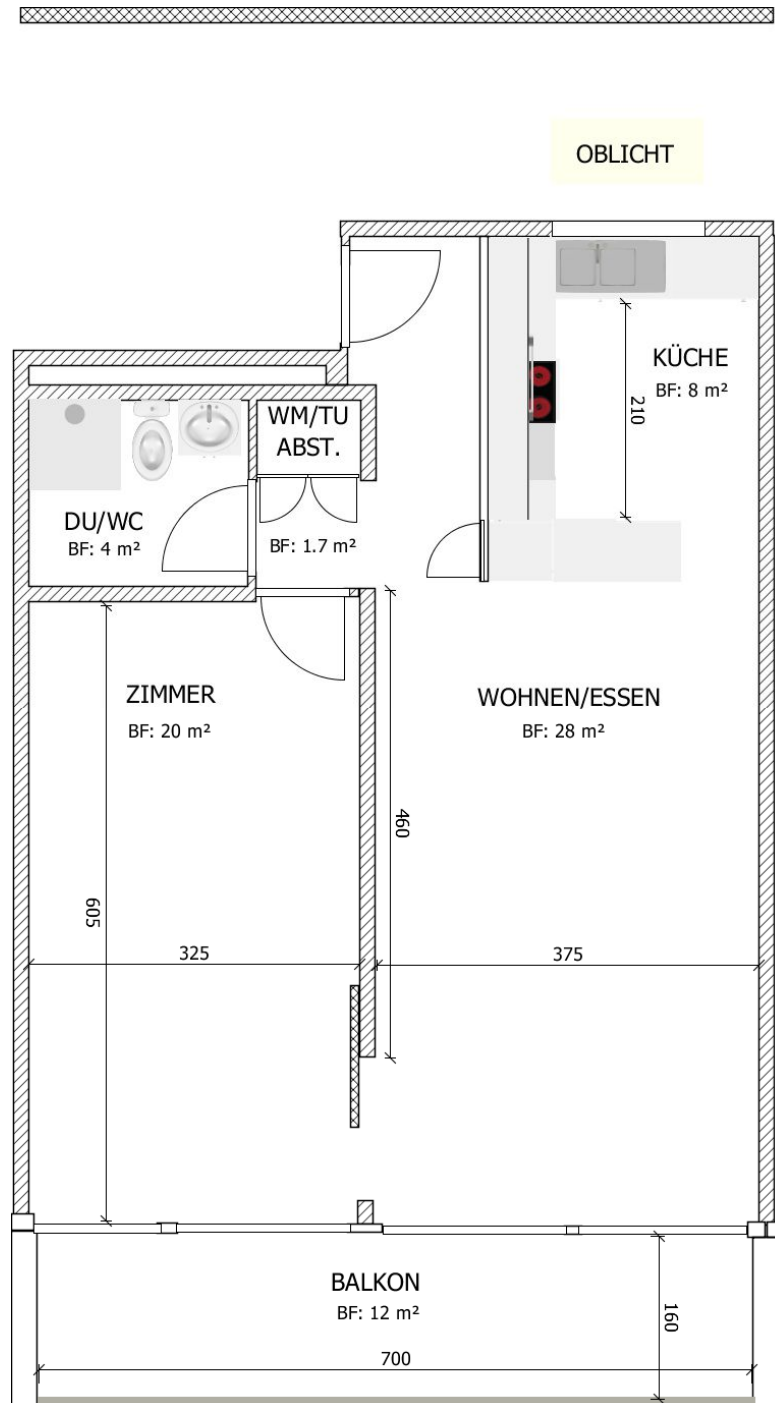 OBLICHT
KÜCHE
BF: 8 m²
210
WM/TU
ABST.
DU/WC
BF: 4 m²
BF: 1.7 m²
ZIMMER
BF: 20 m²
WOHNEN/ESSEN
BF: 28 m²
460
605
325
375
BALKON
BF: 12 m²
160
700